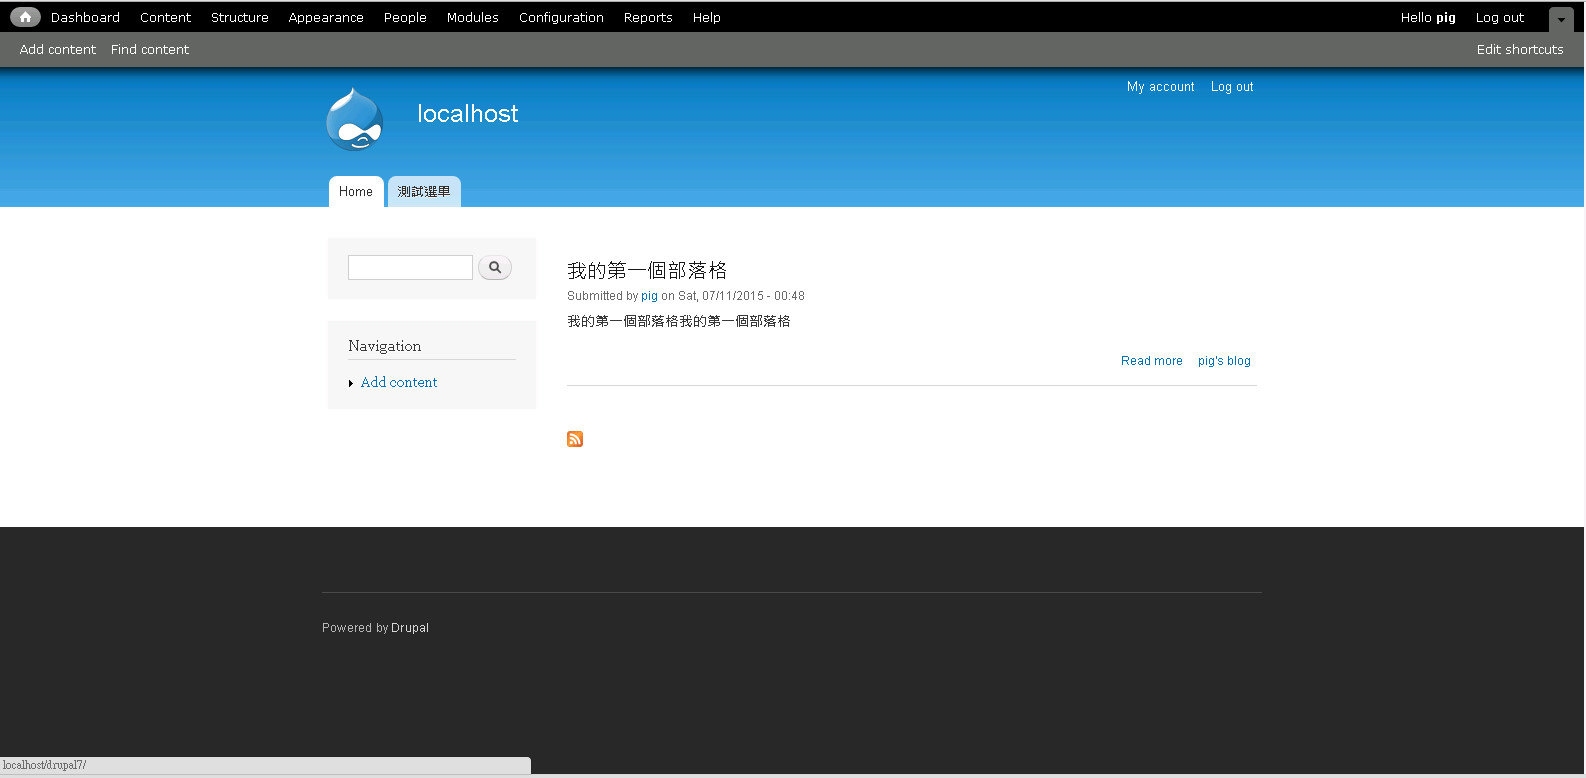 Dashboard Content Structure Appearance People Modules Configuration Reports Help Hello pig Log out
Add content Find content Edit shortcuts
My account Log out
localhost
Home 測試選單
我的第一個部落格
Submitted by pig on Sat, 07/11/2015 - 00:48
我的第一個部落格我的第一個部落格
Navigation
Read more pig's blog
Add content
Powered by Drupal
localhost/drupal7/